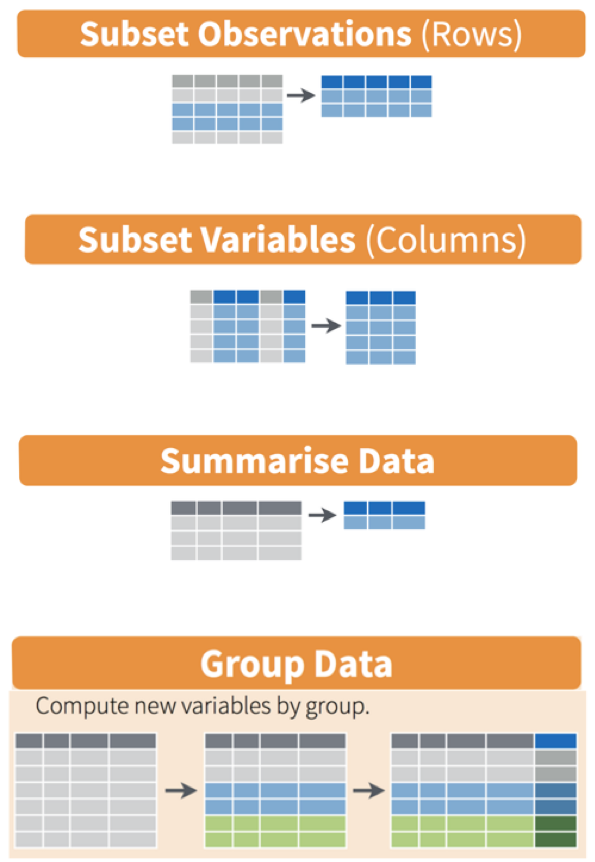 Subset Observations (Rows)
Subset Variables (Columns)
Summarise Data
Group Data
Compute new variables by group.